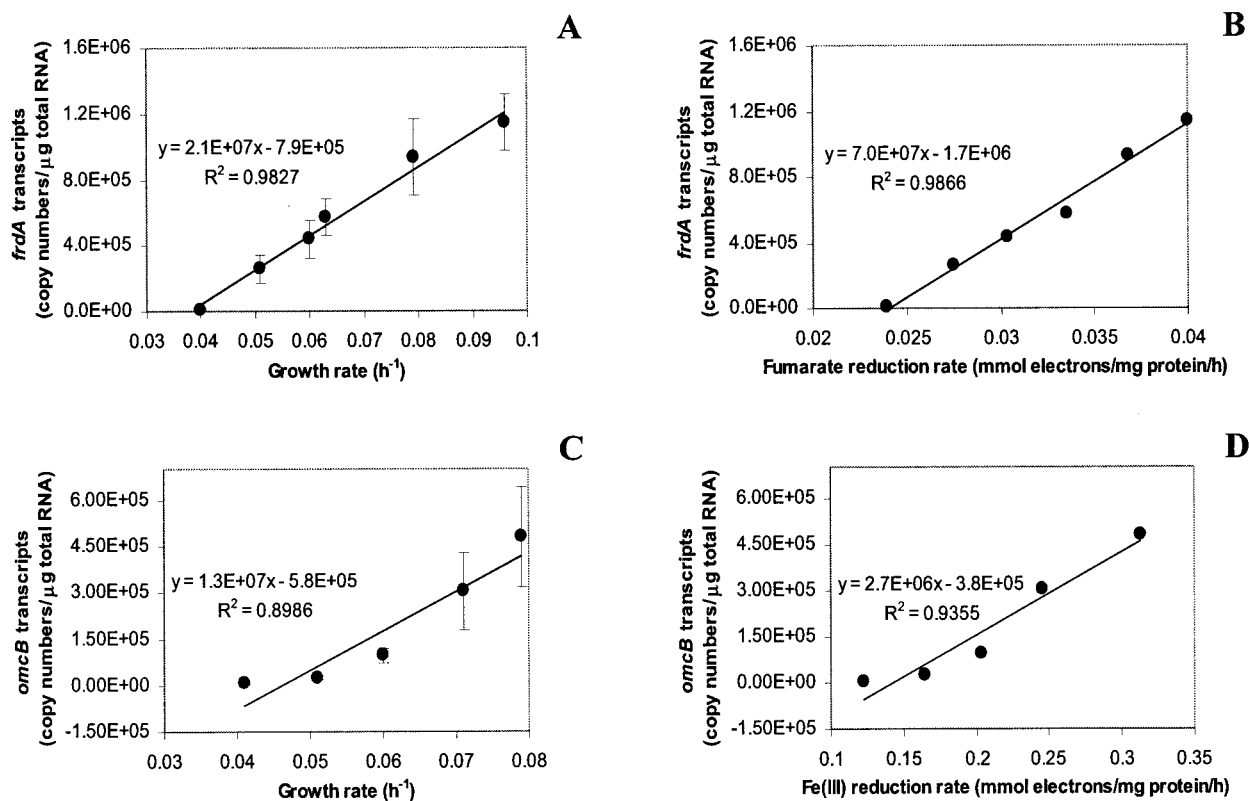 A
frdA transcripts
(copy numbers/µg total RNA)
1.6E+06
1.2E+06
8.0E+05
4.0E+05
0.0E+00
y = 2.1E+07x - 7.9E+05
R² = 0.9827
0.03 0.04 0.05 0.06 0.07 0.08 0.09 0.1
Growth rate (h⁻¹)
B
frdA transcripts
(copy numbers/µg total RNA)
1.6E+06
1.2E+06
8.0E+05
4.0E+05
0.0E+00
y = 7.0E+07x - 1.7E+06
R² = 0.9866
0.02 0.025 0.03 0.035 0.04
Fumarate reduction rate (mmol electrons/mg protein/h)
C
omcB transcripts
(copy numbers/µg total RNA)
6.00E+05
4.50E+05
3.00E+05
1.50E+05
0.00E+00
-1.50E+05
y = 1.3E+07x - 5.8E+05
R² = 0.8986
0.03 0.04 0.05 0.06 0.07 0.08
Growth rate (h⁻¹)
D
omcB transcripts
(copy numbers/µg total RNA)
6.00E+05
4.50E+05
3.00E+05
1.50E+05
0.00E+00
-1.50E+05
y = 2.7E+06x - 3.8E+05
R² = 0.9355
0.1 0.15 0.2 0.25 0.3 0.35
Fe(III) reduction rate (mmol electrons/mg protein/h)